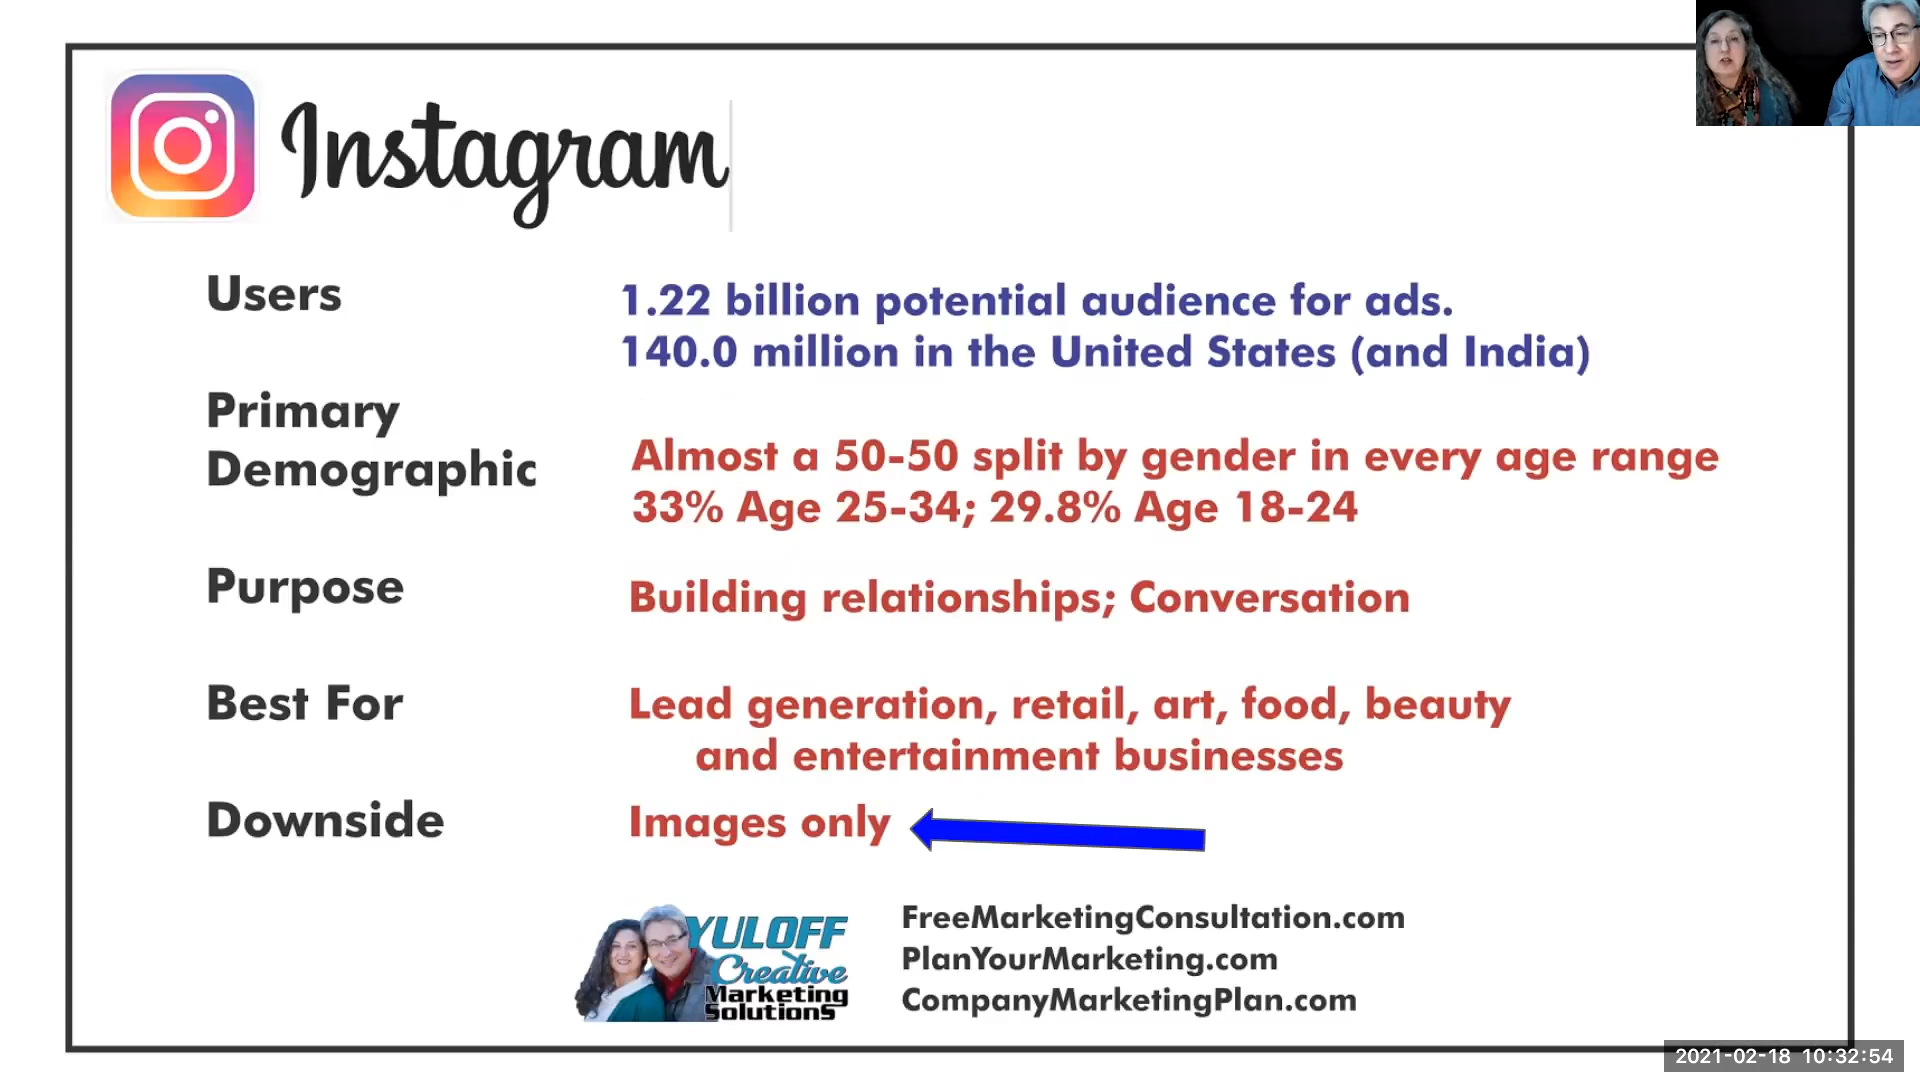 Instagram
Users
1.22 billion potential audience for ads.
140.0 million in the United States (and India)
Primary
Demographic
Almost a 50-50 split by gender in every age range
33% Age 25-34; 29.8% Age 18-24
Purpose
Building relationships; Conversation
Best For
Lead generation, retail, art, food, beauty
and entertainment businesses
Downside
Images only
YULOFF
Creative
Marketing
Solutions
FreeMarketingConsultation.com
PlanYourMarketing.com
CompanyMarketingPlan.com
2021-02-18 10:32:54